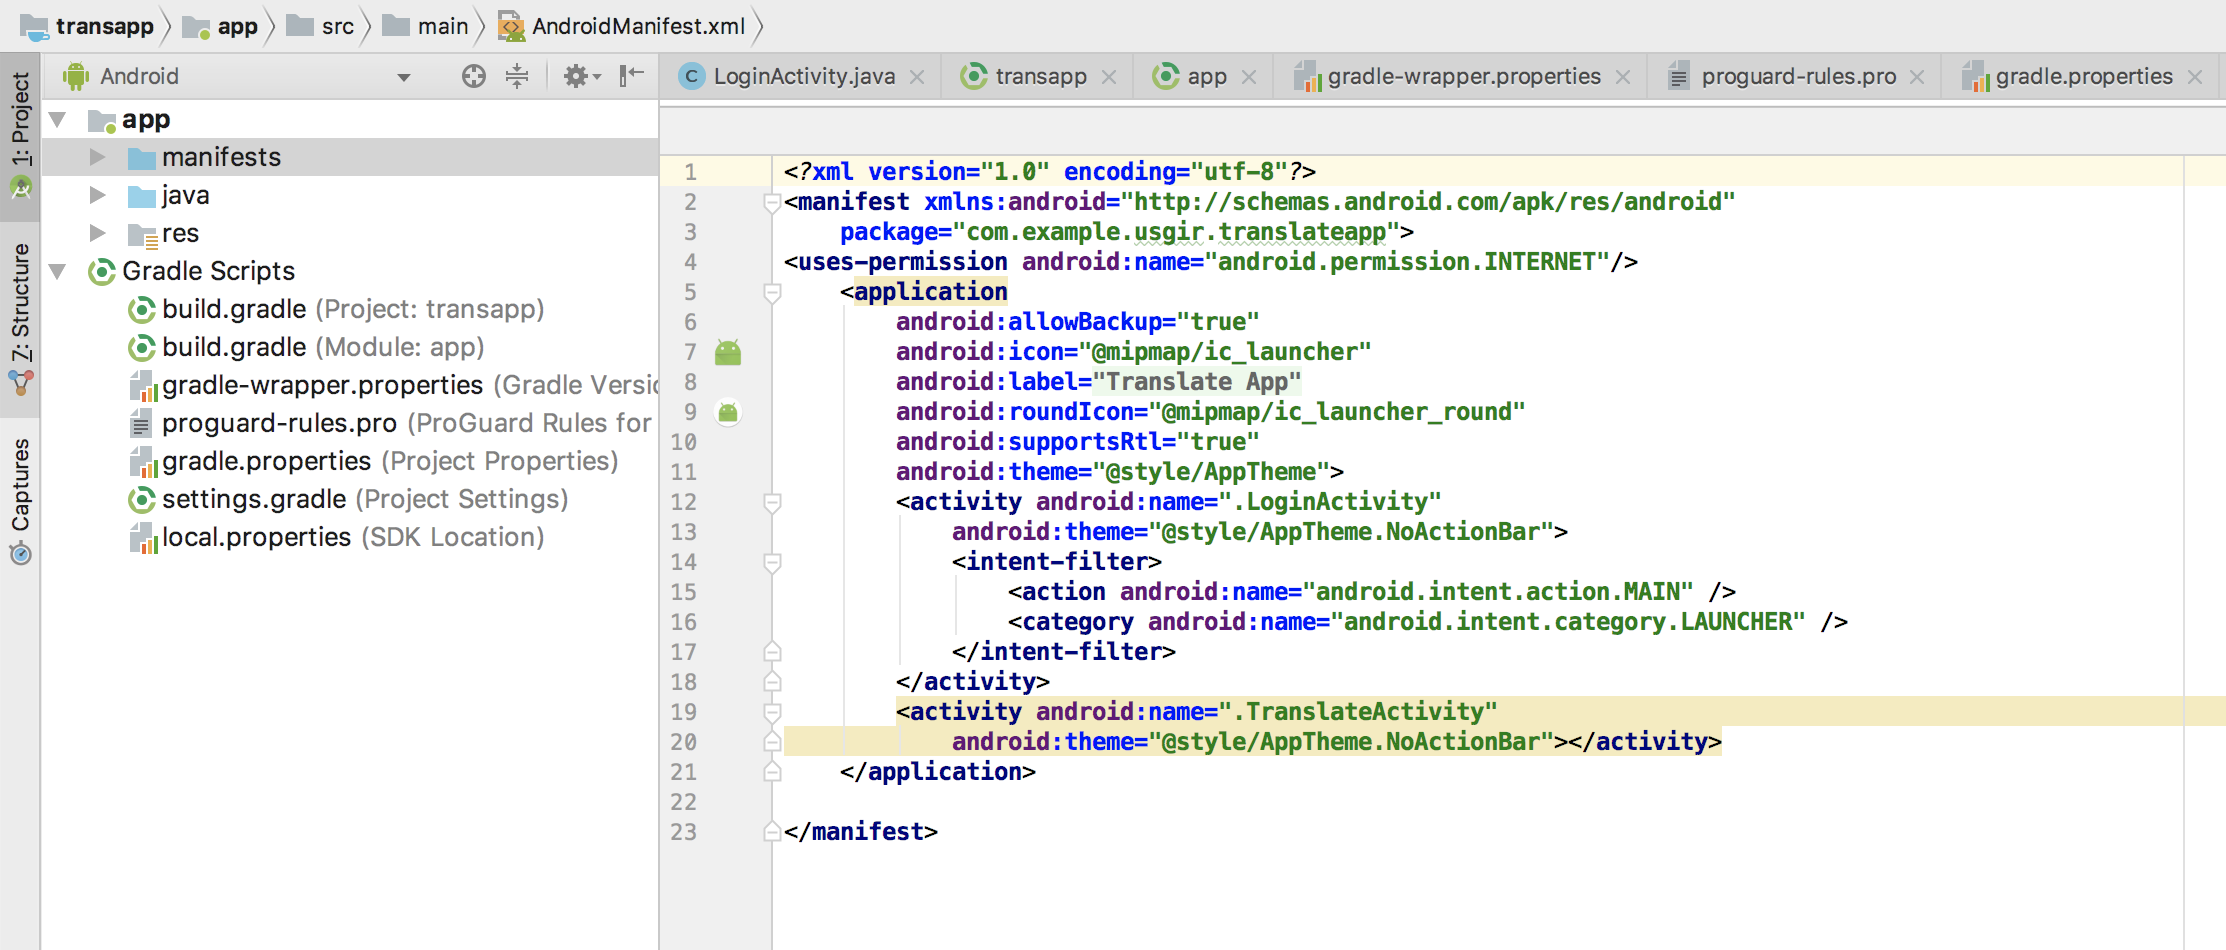 transapp app src main AndroidManifest.xml
1: Project
7: Structure
Captures
Android
app
manifests
java
res
Gradle Scripts
build.gradle (Project: transapp)
build.gradle (Module: app)
gradle-wrapper.properties (Gradle Versio
proguard-rules.pro (ProGuard Rules for
gradle.properties (Project Properties)
settings.gradle (Project Settings)
local.properties (SDK Location)
C LoginActivity.java transapp app gradle-wrapper.properties proguard-rules.pro gradle.properties
1 <?xml version="1.0" encoding="utf-8"?>
2 <manifest xmlns:android="http://schemas.android.com/apk/res/android"
3 package="com.example.usgir.translateapp">
4 <uses-permission android:name="android.permission.INTERNET"/>
5 <application
6 android:allowBackup="true"
7 android:icon="@mipmap/ic_launcher"
8 android:label="Translate App"
9 android:roundIcon="@mipmap/ic_launcher_round"
10 android:supportsRtl="true"
11 android:theme="@style/AppTheme">
12 <activity android:name=".LoginActivity"
13 android:theme="@style/AppTheme.NoActionBar">
14 <intent-filter>
15 <action android:name="android.intent.action.MAIN" />
16 <category android:name="android.intent.category.LAUNCHER" />
17 </intent-filter>
18 </activity>
19 <activity android:name=".TranslateActivity"
20 android:theme="@style/AppTheme.NoActionBar"></activity>
21 </application>
22
23 </manifest>